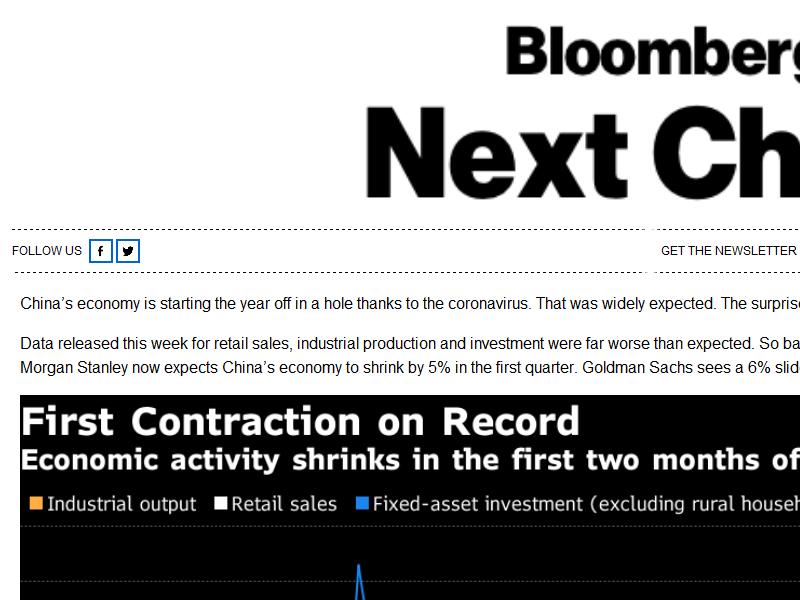 Bloomberg
Next Ch
FOLLOW US
GET THE NEWSLETTER
China's economy is starting the year off in a hole thanks to the coronavirus. That was widely expected. The surpris
Data released this week for retail sales, industrial production and investment were far worse than expected. So ba
Morgan Stanley now expects China's economy to shrink by 5% in the first quarter. Goldman Sachs sees a 6% slid
First Contraction on Record
Economic activity shrinks in the first two months of
Industrial output Retail sales Fixed-asset investment (excluding rural househ